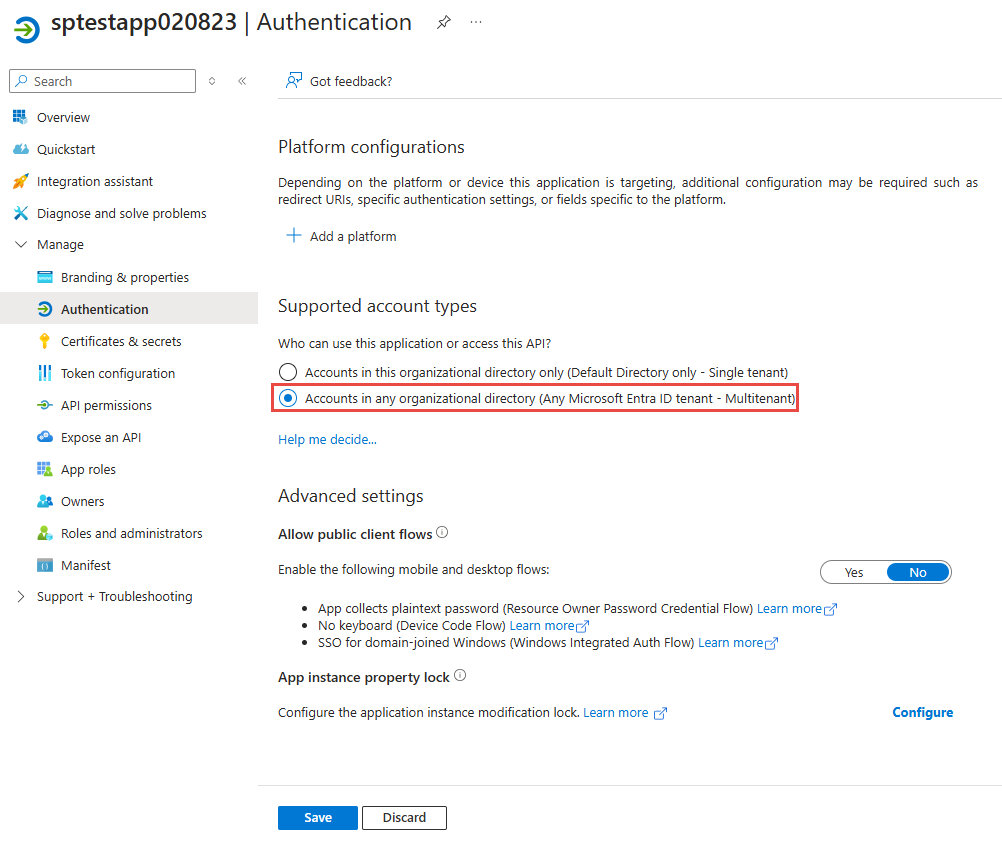 sptestapp020823 | Authentication ...
Search
Got feedback?
Overview
Quickstart
Integration assistant
Diagnose and solve problems
Manage
Branding & properties
Authentication
Certificates & secrets
Token configuration
API permissions
Expose an API
App roles
Owners
Roles and administrators
Manifest
Support + Troubleshooting
Platform configurations
Depending on the platform or device this application is targeting, additional configuration may be required such as
redirect URIs, specific authentication settings, or fields specific to the platform.
Add a platform
Supported account types
Who can use this application or access this API?
Accounts in this organizational directory only (Default Directory only - Single tenant)
Accounts in any organizational directory (Any Microsoft Entra ID tenant - Multitenant)
Help me decide...
Advanced settings
Allow public client flows
Enable the following mobile and desktop flows:
Yes No
• App collects plaintext password (Resource Owner Password Credential Flow) Learn more
• No keyboard (Device Code Flow) Learn more
• SSO for domain-joined Windows (Windows Integrated Auth Flow) Learn more
App instance property lock
Configure the application instance modification lock. Learn more
Configure
Save Discard